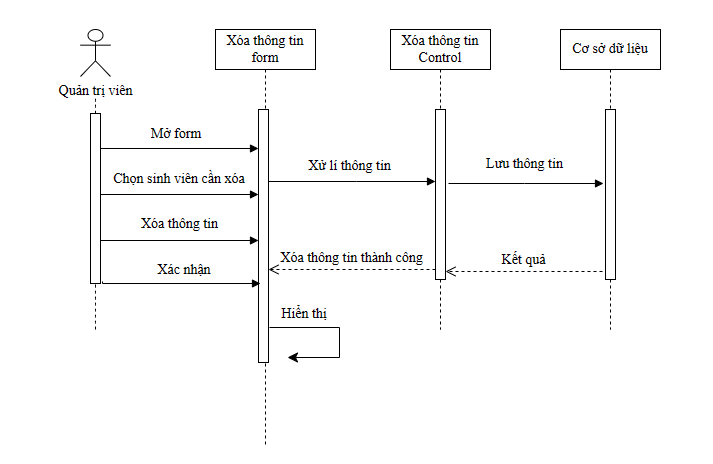 Xóa thông tin
form
Xóa thông tin
Control
Cơ sở dữ liệu
Quản trị viên
Mở form
Xử lí thông tin
Lưu thông tin
Chọn sinh viên cần xóa
Xóa thông tin
Xóa thông tin thành công
Kết quả
Xác nhận
Hiển thị